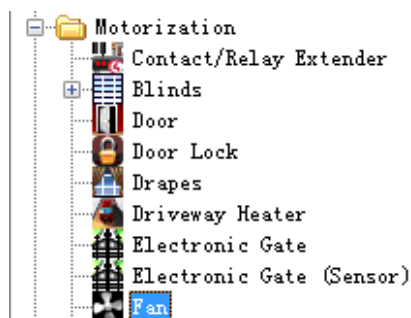 Motorization
Contact/Relay Extender
Blinds
Door
Door Lock
Drapes
Driveway Heater
Electronic Gate
Electronic Gate (Sensor)
Fan